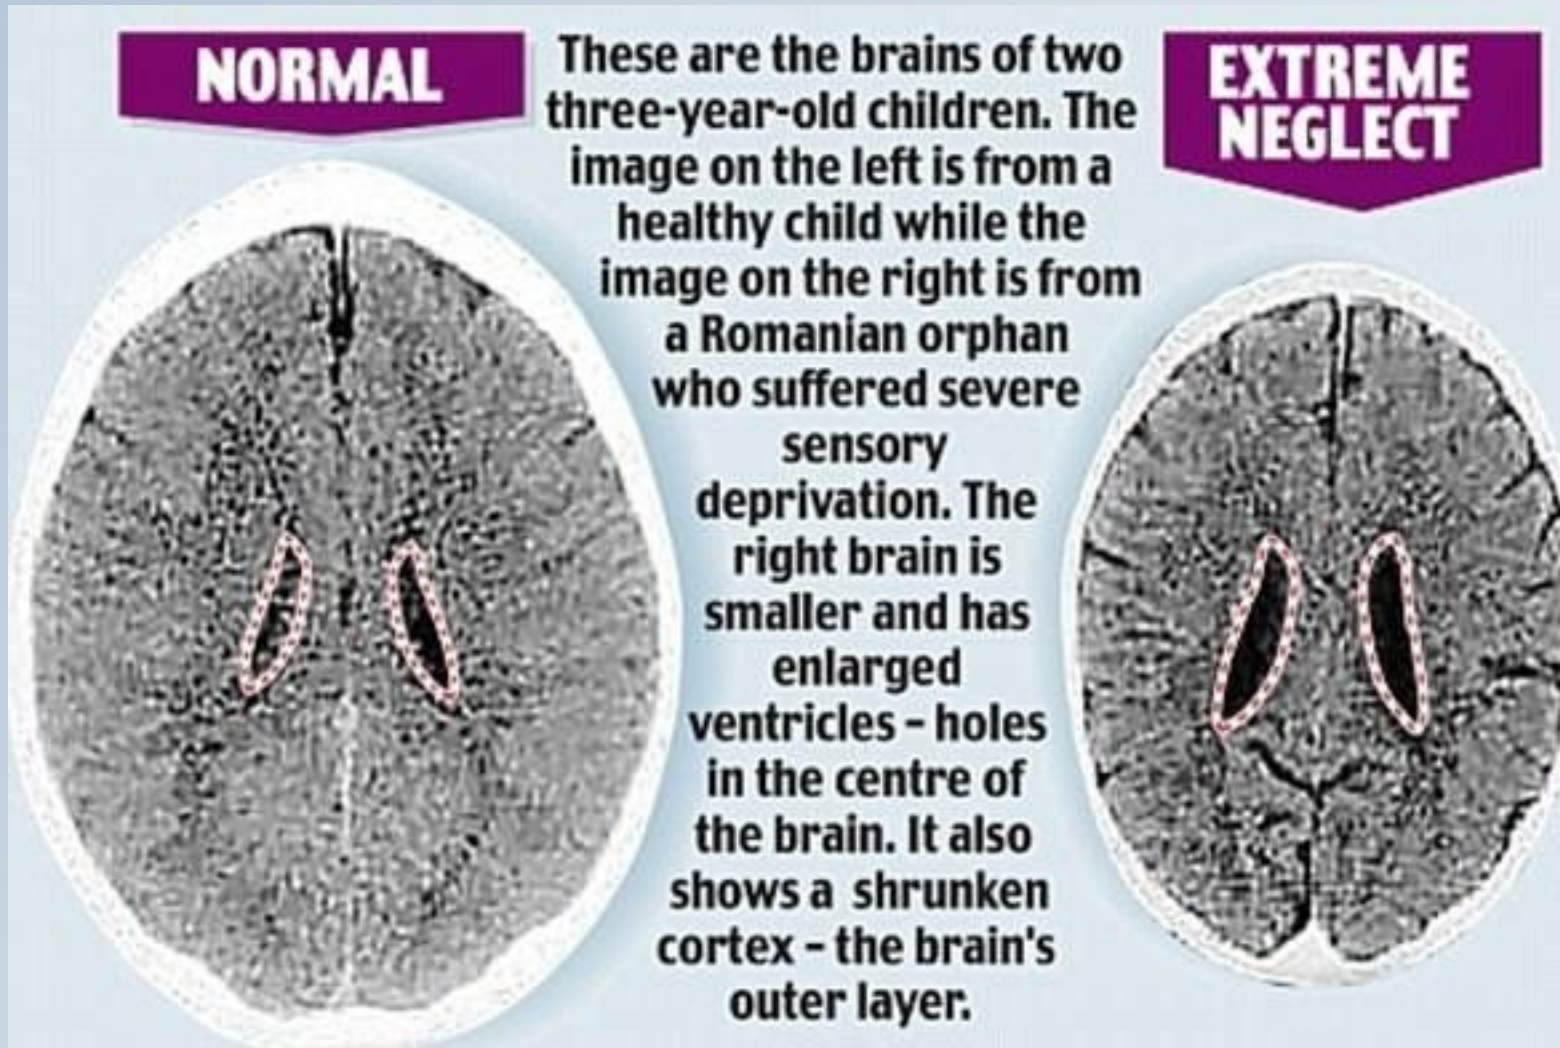 NORMAL
These are the brains of two
three-year-old children. The
image on the left is from a
healthy child while the
image on the right is from
a Romanian orphan
who suffered severe
sensory
deprivation. The
right brain is
smaller and has
enlarged
ventricles – holes
in the centre of
the brain. It also
shows a shrunken
cortex – the brain's
outer layer.
EXTREME
NEGLECT